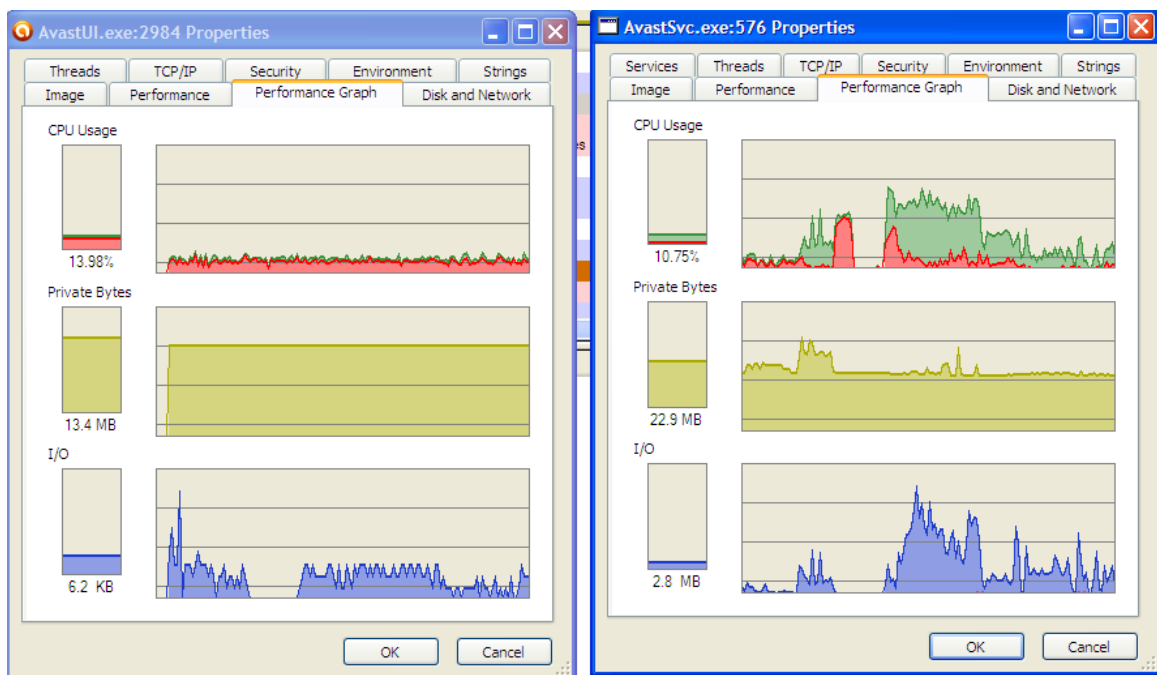 AvastUI.exe:2984 Properties
Threads TCP/IP Security Environment Strings
Image Performance Performance Graph Disk and Network
CPU Usage
13.98%
Private Bytes
13.4 MB
I/O
6.2 KB
OK Cancel
es
AvastSvc.exe:576 Properties
Services Threads TCP/IP Security Environment Strings
Image Performance Performance Graph Disk and Network
CPU Usage
10.75%
Private Bytes
22.9 MB
I/O
2.8 MB
OK Cancel